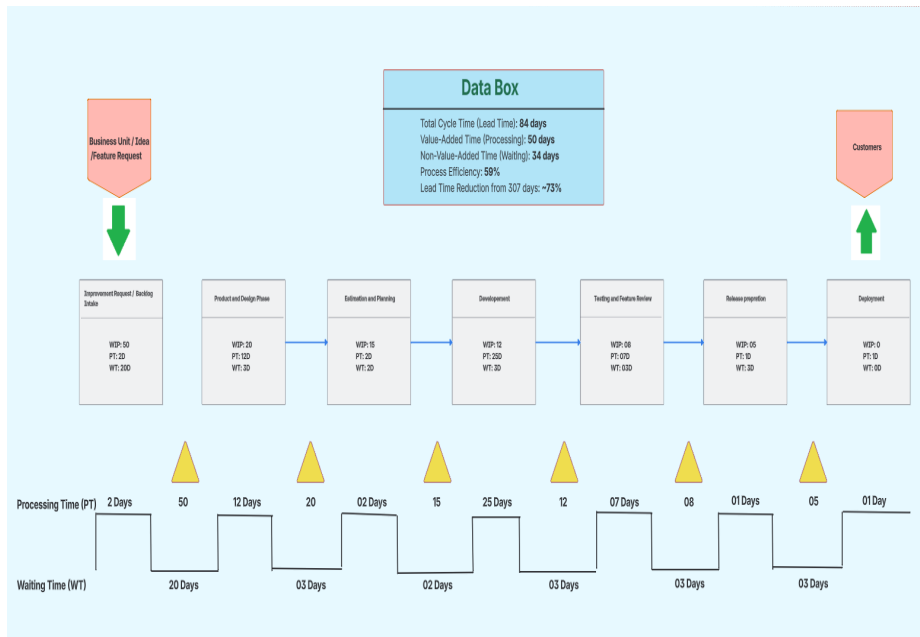 Data Box
Total Cycle Time (Lead Time): 84 days
Value-Added Time (Processing): 50 days
Non-Value-Added Time (Waiting): 34 days
Process Efficiency: 59%
Lead Time Reduction from 307 days: ~73%
Business Unit / Idea
/Feature Request
Customers
Improvement Request / Backlog
Intake
WIP: 50
PT: 2D
WT: 20D
Product and Design Phase
WIP: 20
PT: 12D
WT: 3D
Estimation and Planning
WIP: 15
PT: 2D
WT: 2D
Developement
WIP: 12
PT: 25D
WT: 3D
Testing and Feature Review
WIP: 08
PT: 07D
WT: 03D
Release prepretion
WIP: 05
PT: 1D
WT: 3D
Deployment
WIP: 0
PT: 1D
WT: 0D
Processing Time (PT) 2 Days 50 12 Days 20 02 Days 15 25 Days 12 07 Days 08 01 Days 05 01 Day
Waiting Time (WT) 20 Days 03 Days 02 Days 03 Days 03 Days 03 Days